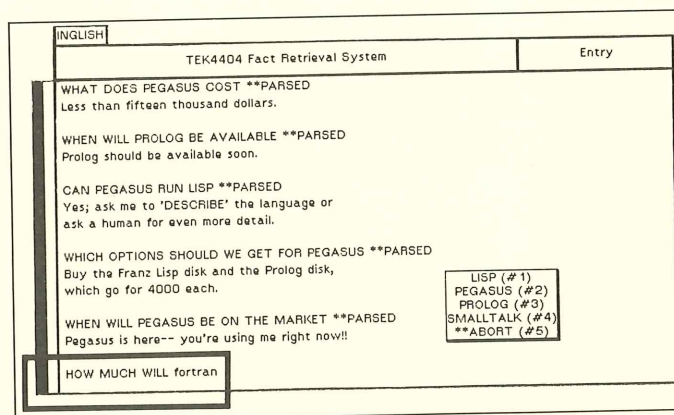 INGLISH
TEK4404 Fact Retrieval System
Entry
WHAT DOES PEGASUS COST **PARSED
Less than fifteen thousand dollars.
WHEN WILL PROLOG BE AVAILABLE **PARSED
Prolog should be available soon.
CAN PEGASUS RUN LISP **PARSED
Yes; ask me to 'DESCRIBE' the language or
ask a human for even more detail.
WHICH OPTIONS SHOULD WE GET FOR PEGASUS **PARSED
Buy the Franz Lisp disk and the Prolog disk,
which go for 4000 each.
WHEN WILL PEGASUS BE ON THE MARKET **PARSED
Pegasus is here-- you're using me right now!!
HOW MUCH WILL fortran
LISP (#1)
PEGASUS (#2)
PROLOG (#3)
SMALLTALK (#4)
**ABORT (#5)